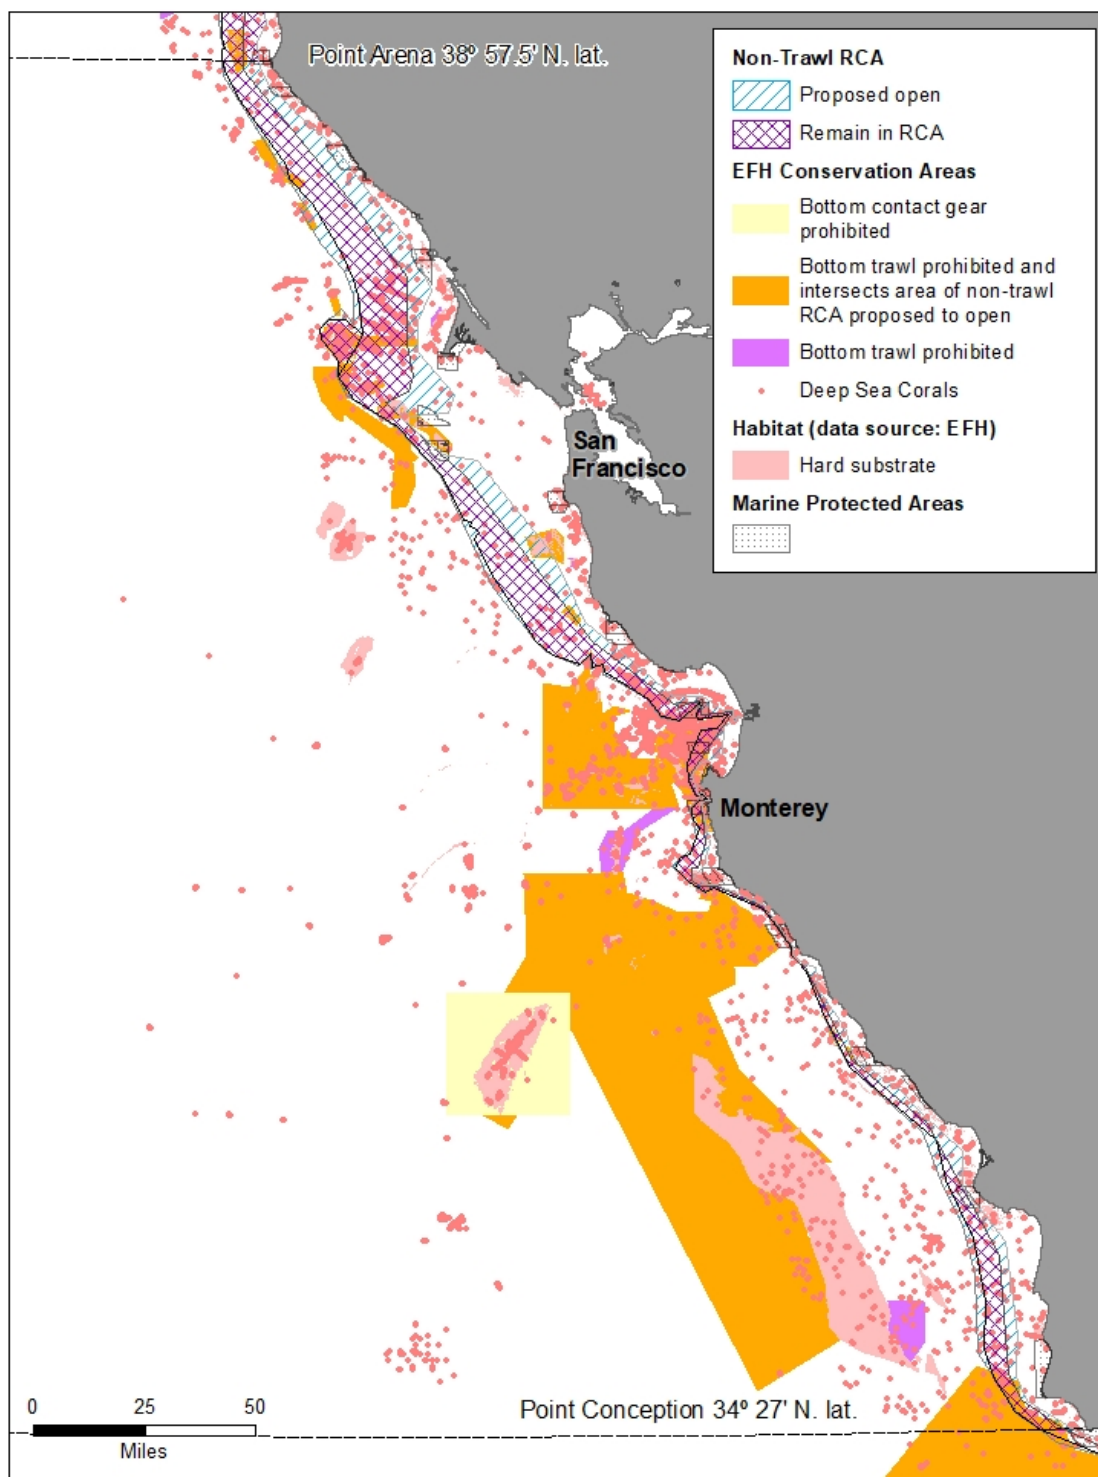 Point Arena 38º 57.5' N. lat.
Non-Trawl RCA
Proposed open
Remain in RCA
EFH Conservation Areas
Bottom contact gear
prohibited
Bottom trawl prohibited and
intersects area of non-trawl
RCA proposed to open
Bottom trawl prohibited
Deep Sea Corals
Habitat (data source: EFH)
Hard substrate
Marine Protected Areas
San
Francisco
Monterey
Point Conception 34º 27' N. lat.
0 25 50
Miles